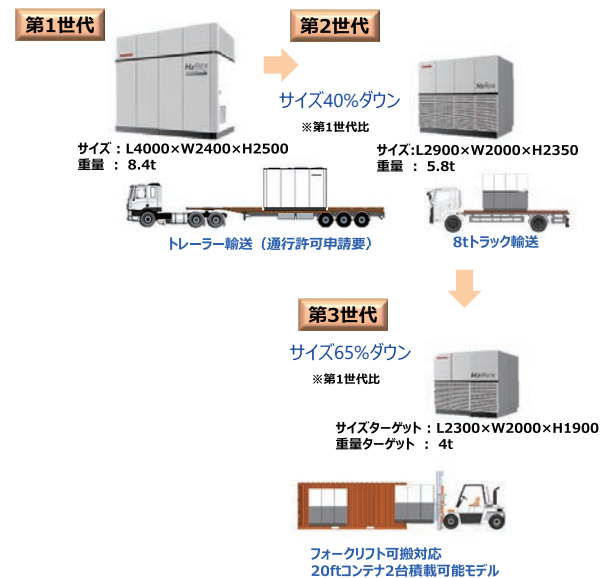 第1世代
第2世代
H2Rex
サイズ40%ダウン
※第1世代比
H2Rex
サイズ：L4000×W2400×H2500
重量 ： 8.4t
サイズ:L2900×W2000×H2350
重量 ： 5.8t
トレーラー輸送（通行許可申請要）
8tトラック輸送
第3世代
サイズ65%ダウン
※第1世代比
H2Rex
サイズターゲット：L2300×W2000×H1900
重量ターゲット ： 4t
フォークリフト可搬対応
20ftコンテナ2台積載可能モデル